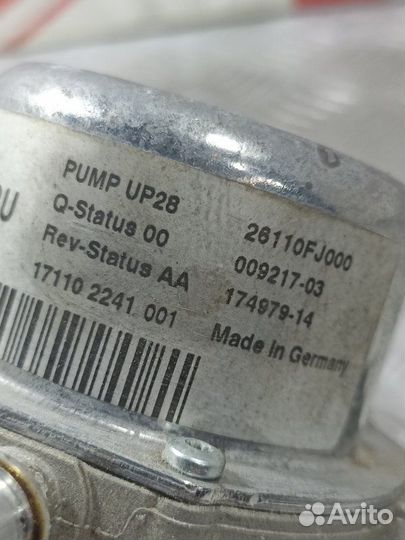 PUMP UP28
Q-Status 00
Rev-Status AA
17110 2241 001
26110FJ000
009217-03
174979-14
Made in Germany
Avito